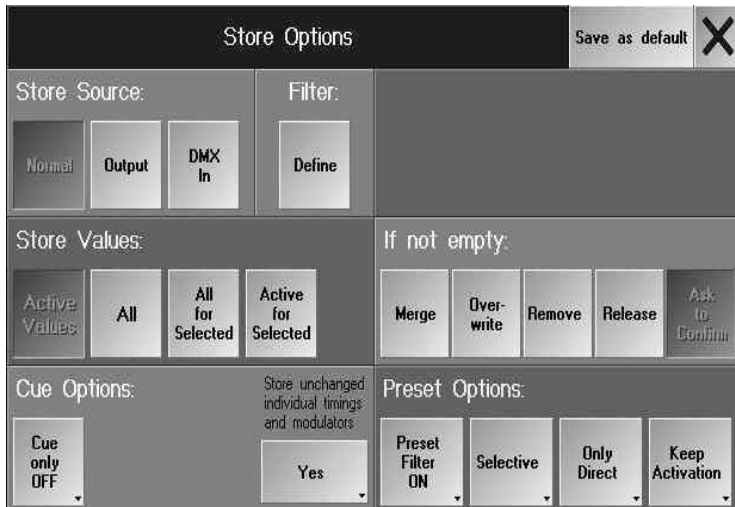 Store Options
Save as default
Store Source:
Filter:
Normal
Output
DMX
In
Define
Store Values:
If not empty:
Active
Values
All
All
for
Selected
Active
for
Selected
Merge
Over-
write
Remove
Release
Ask
to
Confirm
Cue Options:
Store unchanged
individual timings
and modulators
Preset Options:
Cue
only
OFF
Yes
Preset
Filter
ON
Selective
Only
Direct
Keep
Activation